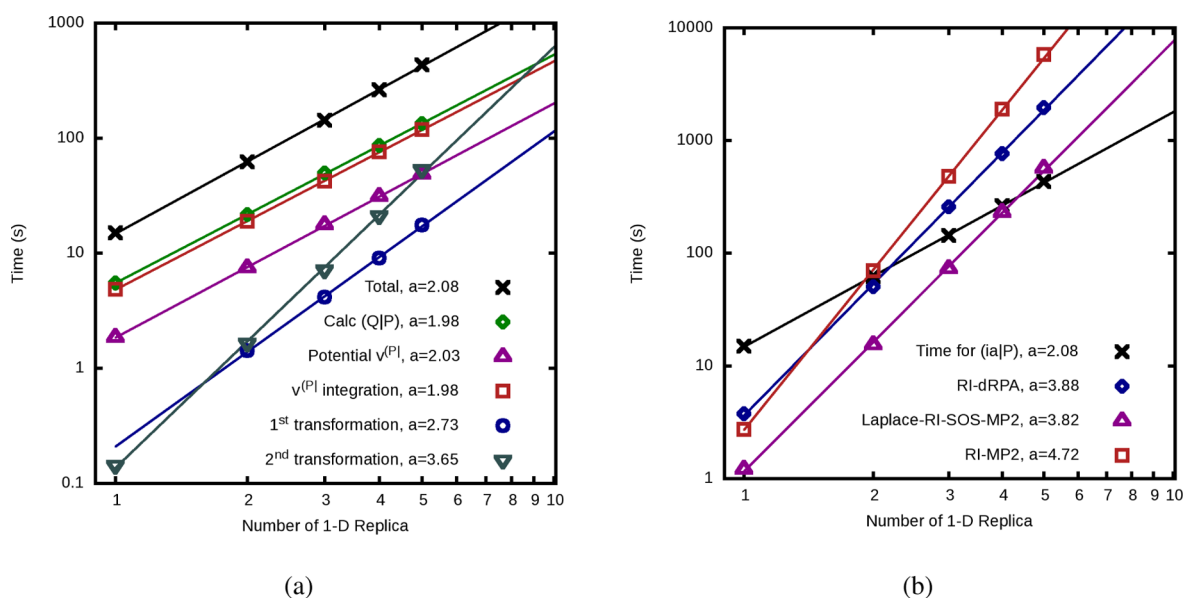 1000
100
10
1
0.1
Time (s)
Total, a=2.08
Calc (Q|P), a=1.98
Potential v(P|, a=2.03
v(P| integration, a=1.98
1st transformation, a=2.73
2nd transformation, a=3.65
1 2 3 4 5 6 7 8 9 10
Number of 1-D Replica
(a)
10000
1000
100
10
1
Time (s)
Time for (ia|P), a=2.08
RI-dRPA, a=3.88
Laplace-RI-SOS-MP2, a=3.82
RI-MP2, a=4.72
1 2 3 4 5 6 7 8 9 10
Number of 1-D Replica
(b)